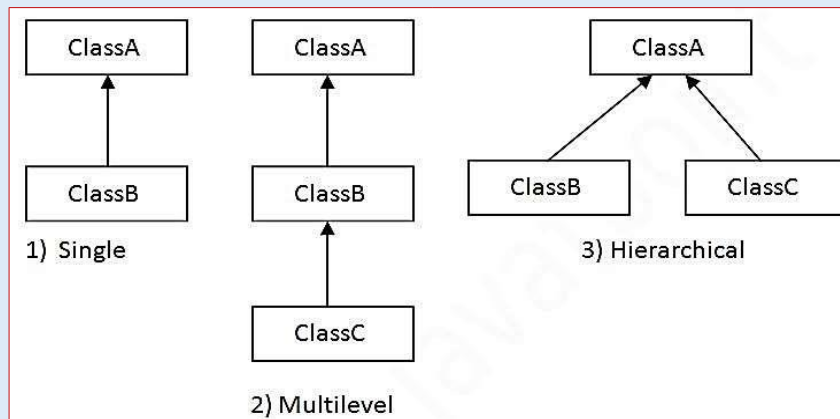 ClassA
ClassB
1) Single
ClassA
ClassB
ClassC
2) Multilevel
ClassA
ClassB
ClassC
3) Hierarchical